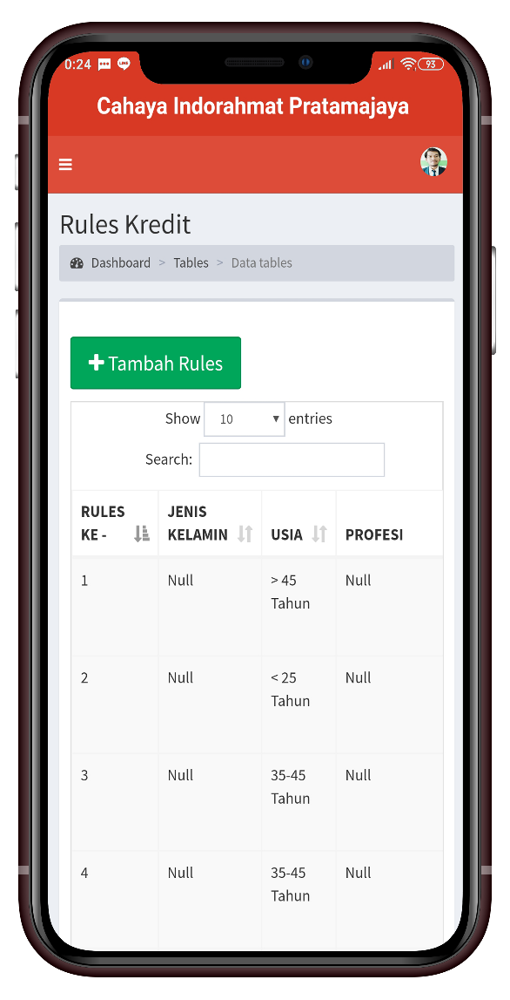 0:24 93
Cahaya Indorahmat Pratamajaya
Rules Kredit
Dashboard > Tables > Data tables
+ Tambah Rules
Show 10 entries
Search:
RULES JENIS
KE - KELAMIN USIA PROFESI
1 Null > 45 Null
Tahun
2 Null < 25 Null
Tahun
3 Null 35-45 Null
Tahun
4 Null 35-45 Null
Tahun